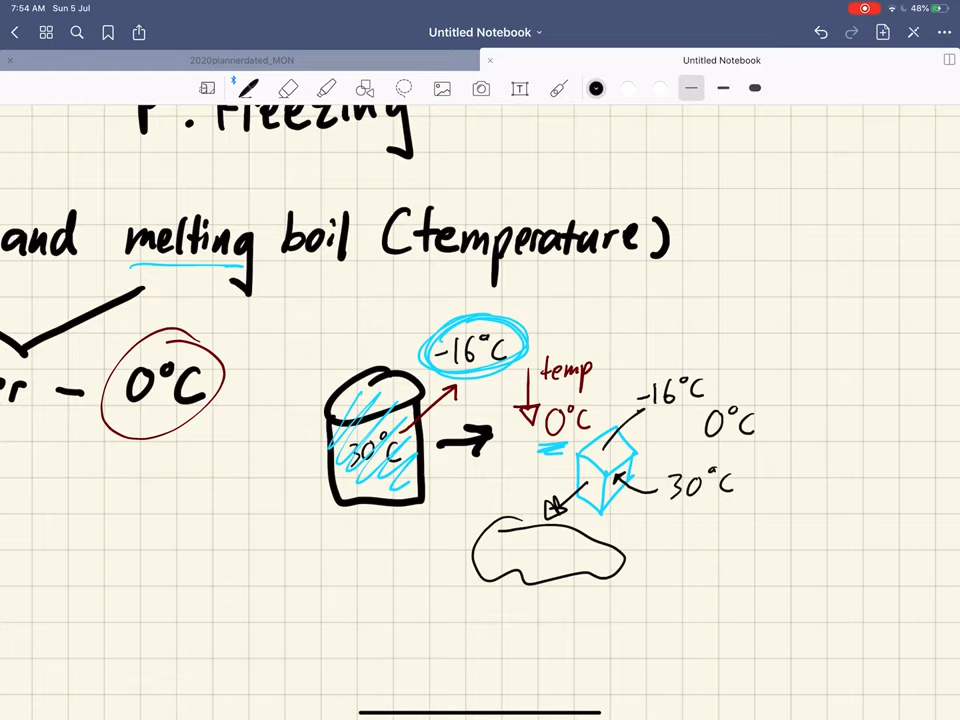 7:54 AM Sun 5 Jul
48%
Untitled Notebook
2020plannerdated_MON
Untitled Notebook
T
P. Freezing
and melting boil (temperature)
-16°C
temp
r - 0°C
30°C
0°C
-16°C
0°C
30°C